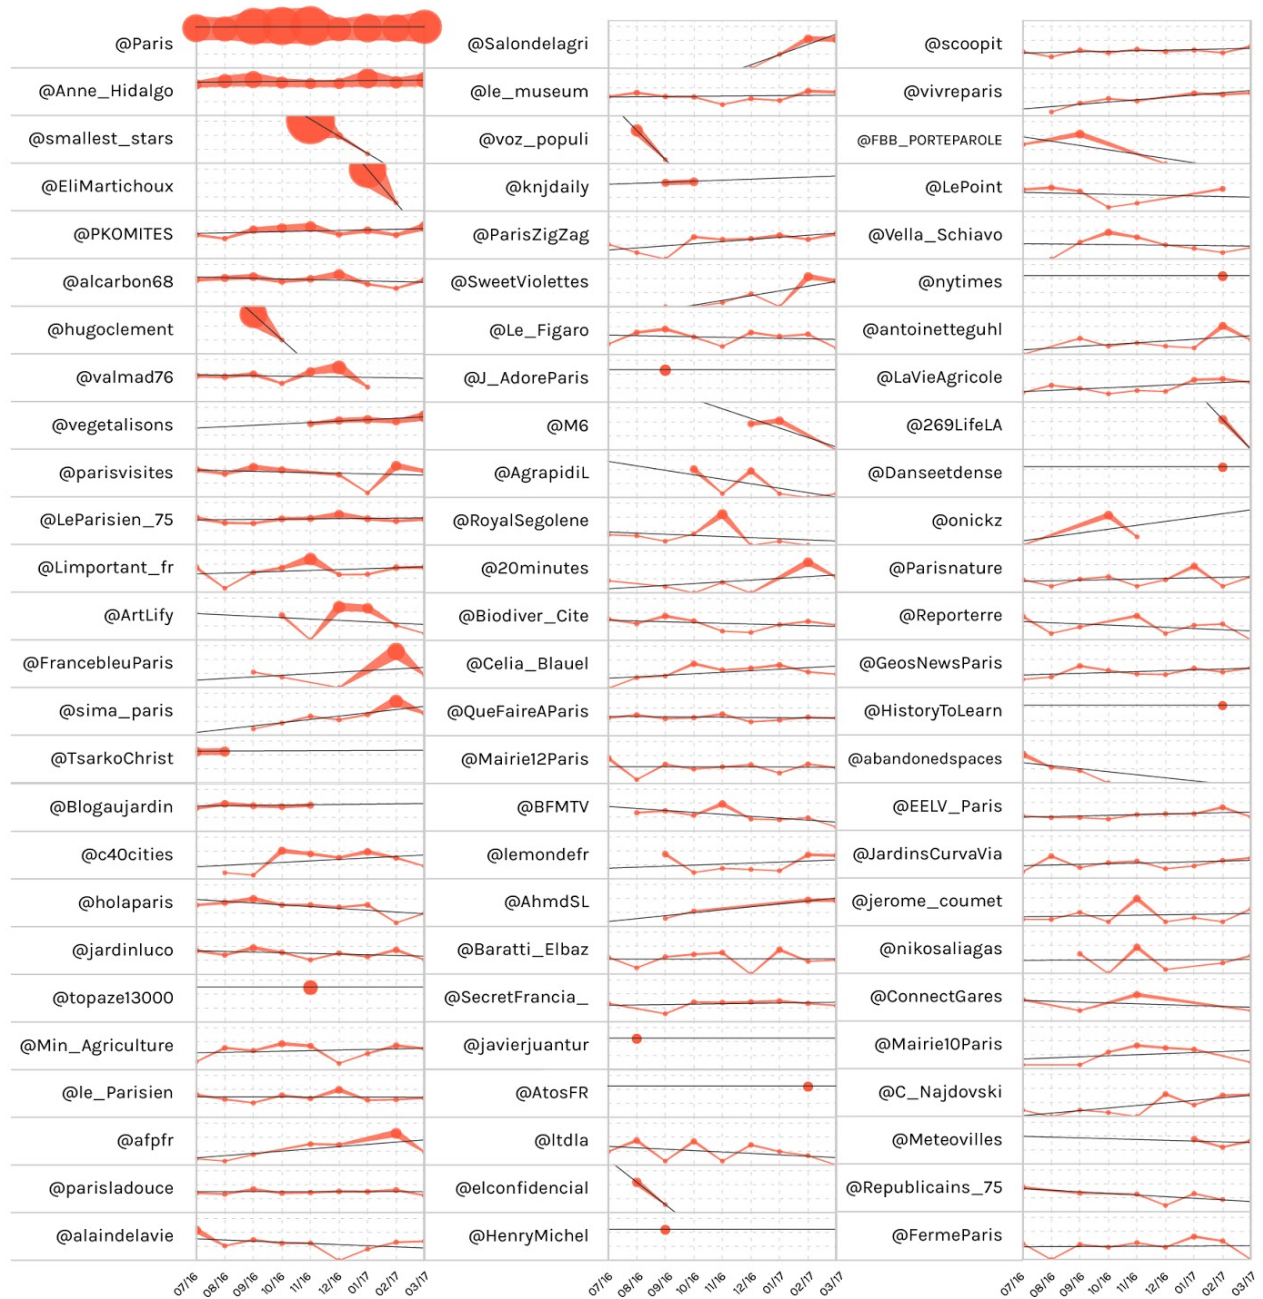 @Paris
@Anne_Hidalgo
@smallest_stars
@EliMartichoux
@PKOMITES
@alcarbon68
@hugoclement
@valmad76
@vegetalisons
@parisvisites
@LeParisien_75
@Limportant_fr
@ArtLify
@FrancebleuParis
@sima_paris
@TsarkoChrist
@Blogaujardin
@c40cities
@holaparis
@jardinluco
@topaze13000
@Min_Agriculture
@le_Parisien
@afpfr
@parisladouce
@alaindelavie
07/16 08/16 09/16 10/16 11/16 12/16 01/17 02/17 03/17
@Salondelagri
@le_museum
@voz_populi
@knjdaily
@ParisZigZag
@SweetViolettes
@Le_Figaro
@J_AdoreParis
@M6
@AgrapidiL
@RoyalSegolene
@20minutes
@Biodiver_Cite
@Celia_Blauel
@QueFaireAParis
@Mairie12Paris
@BFMTV
@lemondefr
@AhmdSL
@Baratti_Elbaz
@SecretFrancia_
@javierjuantur
@AtosFR
@ltdla
@elconfidencial
@HenryMichel
07/16 08/16 09/16 10/16 11/16 12/16 01/17 02/17 03/17
@scoopit
@vivreparis
@FBB_PORTEPAROLE
@LePoint
@Vella_Schiavo
@nytimes
@antoinetteguhl
@LaVieAgricole
@269LifeLA
@Danseetdense
@onickz
@Parisnature
@Reporterre
@GeosNewsParis
@HistoryToLearn
@abandonedspaces
@EELV_Paris
@JardinsCurvaVia
@jerome_coumet
@nikosaliagas
@ConnectGares
@Mairie10Paris
@C_Najdovski
@Meteovilles
@Republicains_75
@FermeParis
07/16 08/16 09/16 10/16 11/16 12/16 01/17 02/17 03/17